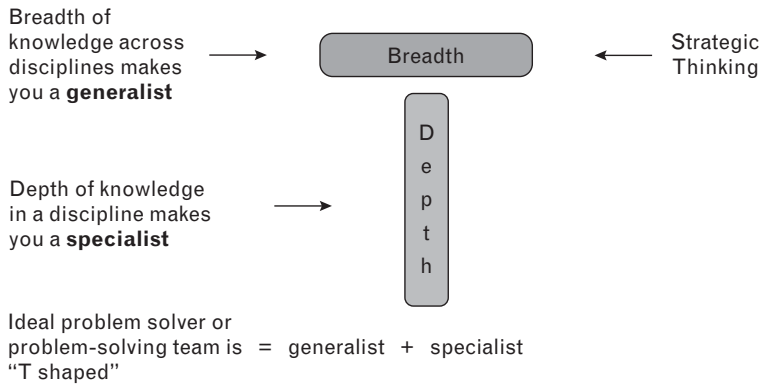 Breadth of
knowledge across
disciplines makes
you a generalist
Breadth
Strategic
Thinking
Depth of knowledge
in a discipline makes
you a specialist
D
e
p
t
h
Ideal problem solver or
problem-solving team is = generalist + specialist
“T shaped”